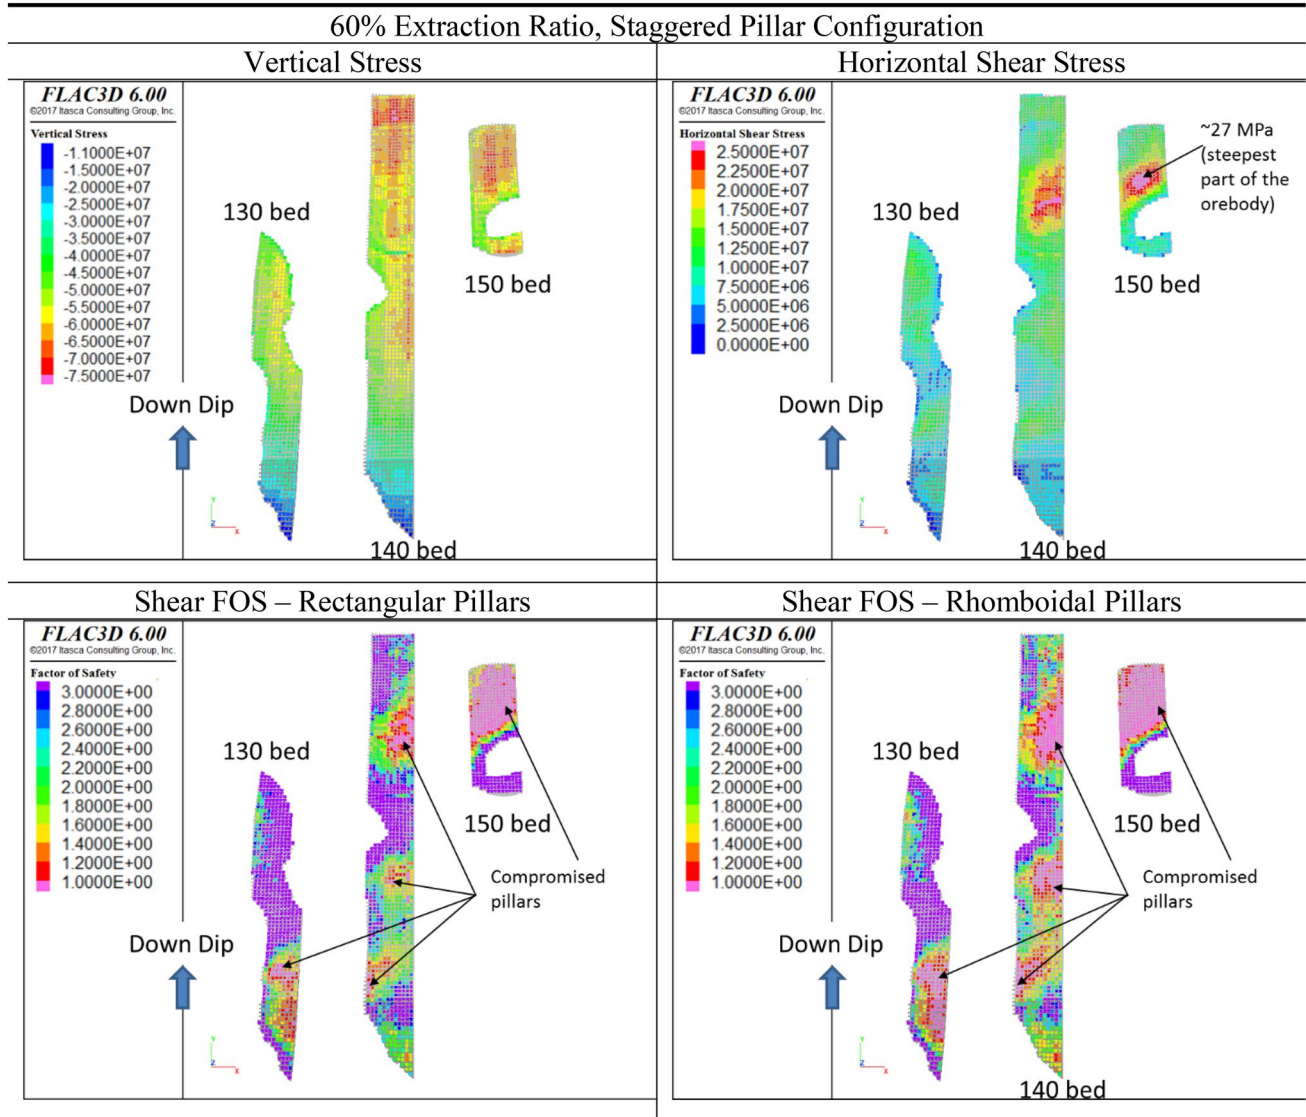 60% Extraction Ratio, Staggered Pillar Configuration
Vertical Stress
FLAC3D 6.00
©2017 Itasca Consulting Group, Inc.
Vertical Stress
-1.1000E+07
-1.5000E+07
-2.0000E+07
-2.5000E+07
-3.0000E+07
-3.5000E+07
-4.0000E+07
-4.5000E+07
-5.0000E+07
-5.5000E+07
-6.0000E+07
-6.5000E+07
-7.0000E+07
-7.5000E+07
130 bed
150 bed
Down Dip
Y
Z
X
140 bed
Horizontal Shear Stress
FLAC3D 6.00
©2017 Itasca Consulting Group, Inc.
Horizontal Shear Stress
2.5000E+07
2.2500E+07
2.0000E+07
1.7500E+07
1.5000E+07
1.2500E+07
1.0000E+07
7.5000E+06
5.0000E+06
2.5000E+06
0.0000E+00
~27 MPa
(steepest
part of the
orebody)
130 bed
150 bed
Down Dip
Y
Z
X
140 bed
Shear FOS – Rectangular Pillars
FLAC3D 6.00
©2017 Itasca Consulting Group, Inc.
Factor of Safety
3.0000E+00
2.8000E+00
2.6000E+00
2.4000E+00
2.2000E+00
2.0000E+00
1.8000E+00
1.6000E+00
1.4000E+00
1.2000E+00
1.0000E+00
130 bed
150 bed
Compromised
pillars
Down Dip
Y
Z
X
Shear FOS – Rhomboidal Pillars
FLAC3D 6.00
©2017 Itasca Consulting Group, Inc.
Factor of Safety
3.0000E+00
2.8000E+00
2.6000E+00
2.4000E+00
2.2000E+00
2.0000E+00
1.8000E+00
1.6000E+00
1.4000E+00
1.2000E+00
1.0000E+00
130 bed
150 bed
Compromised
pillars
Down Dip
Y
Z
X
140 bed